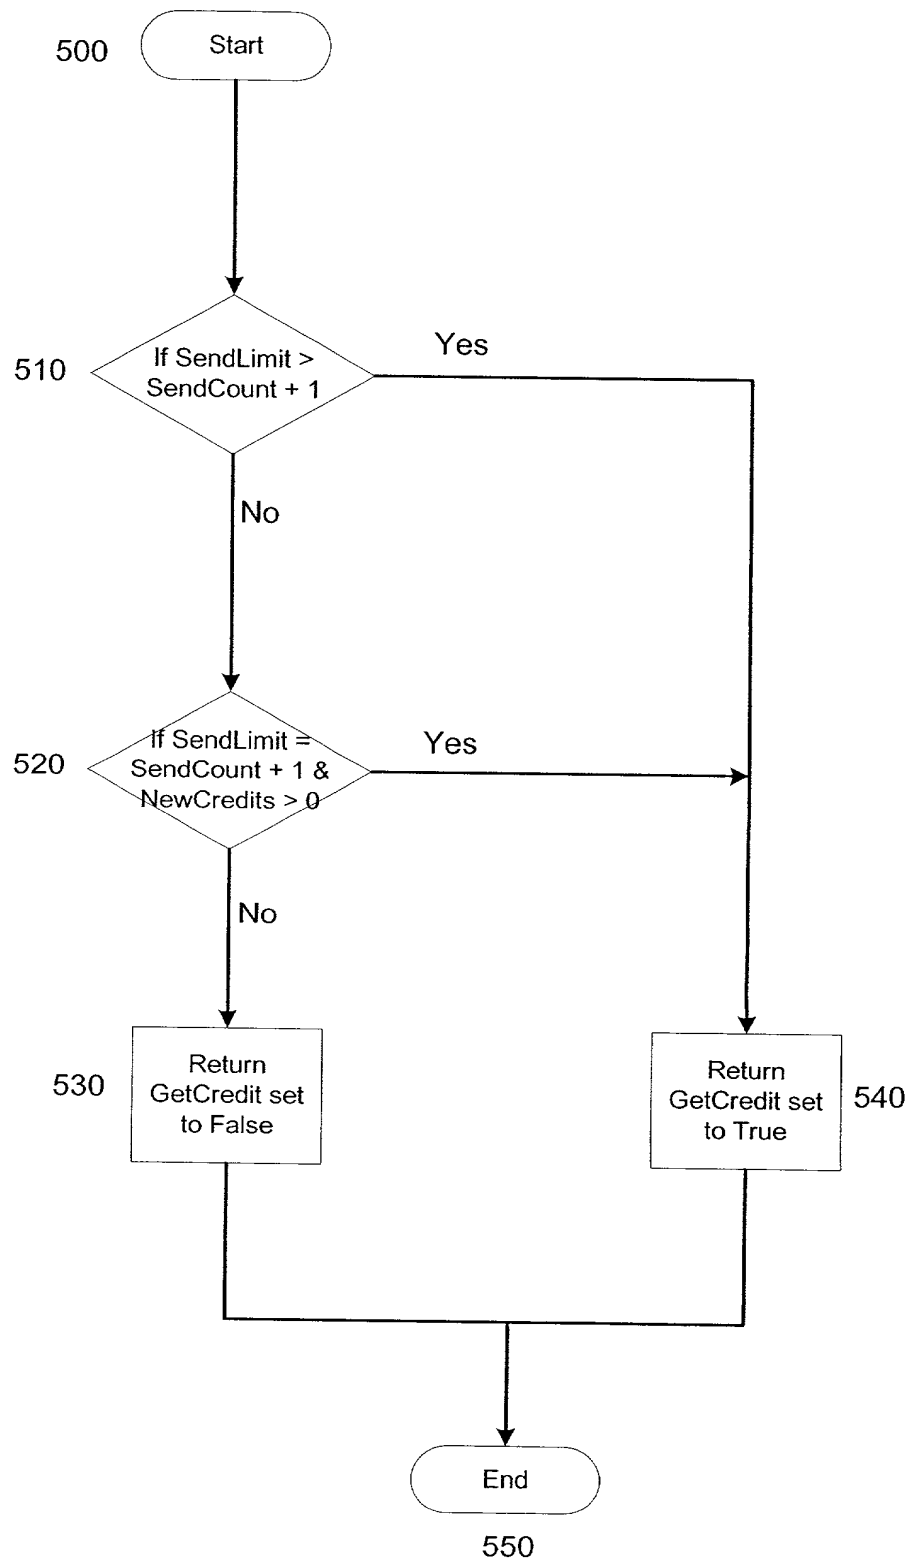 500
Start
510
If SendLimit >
SendCount + 1
Yes
No
520
If SendLimit =
SendCount + 1 &
NewCredits > 0
Yes
No
530
Return
GetCredit set
to False
Return
GetCredit set
to True
540
End
550